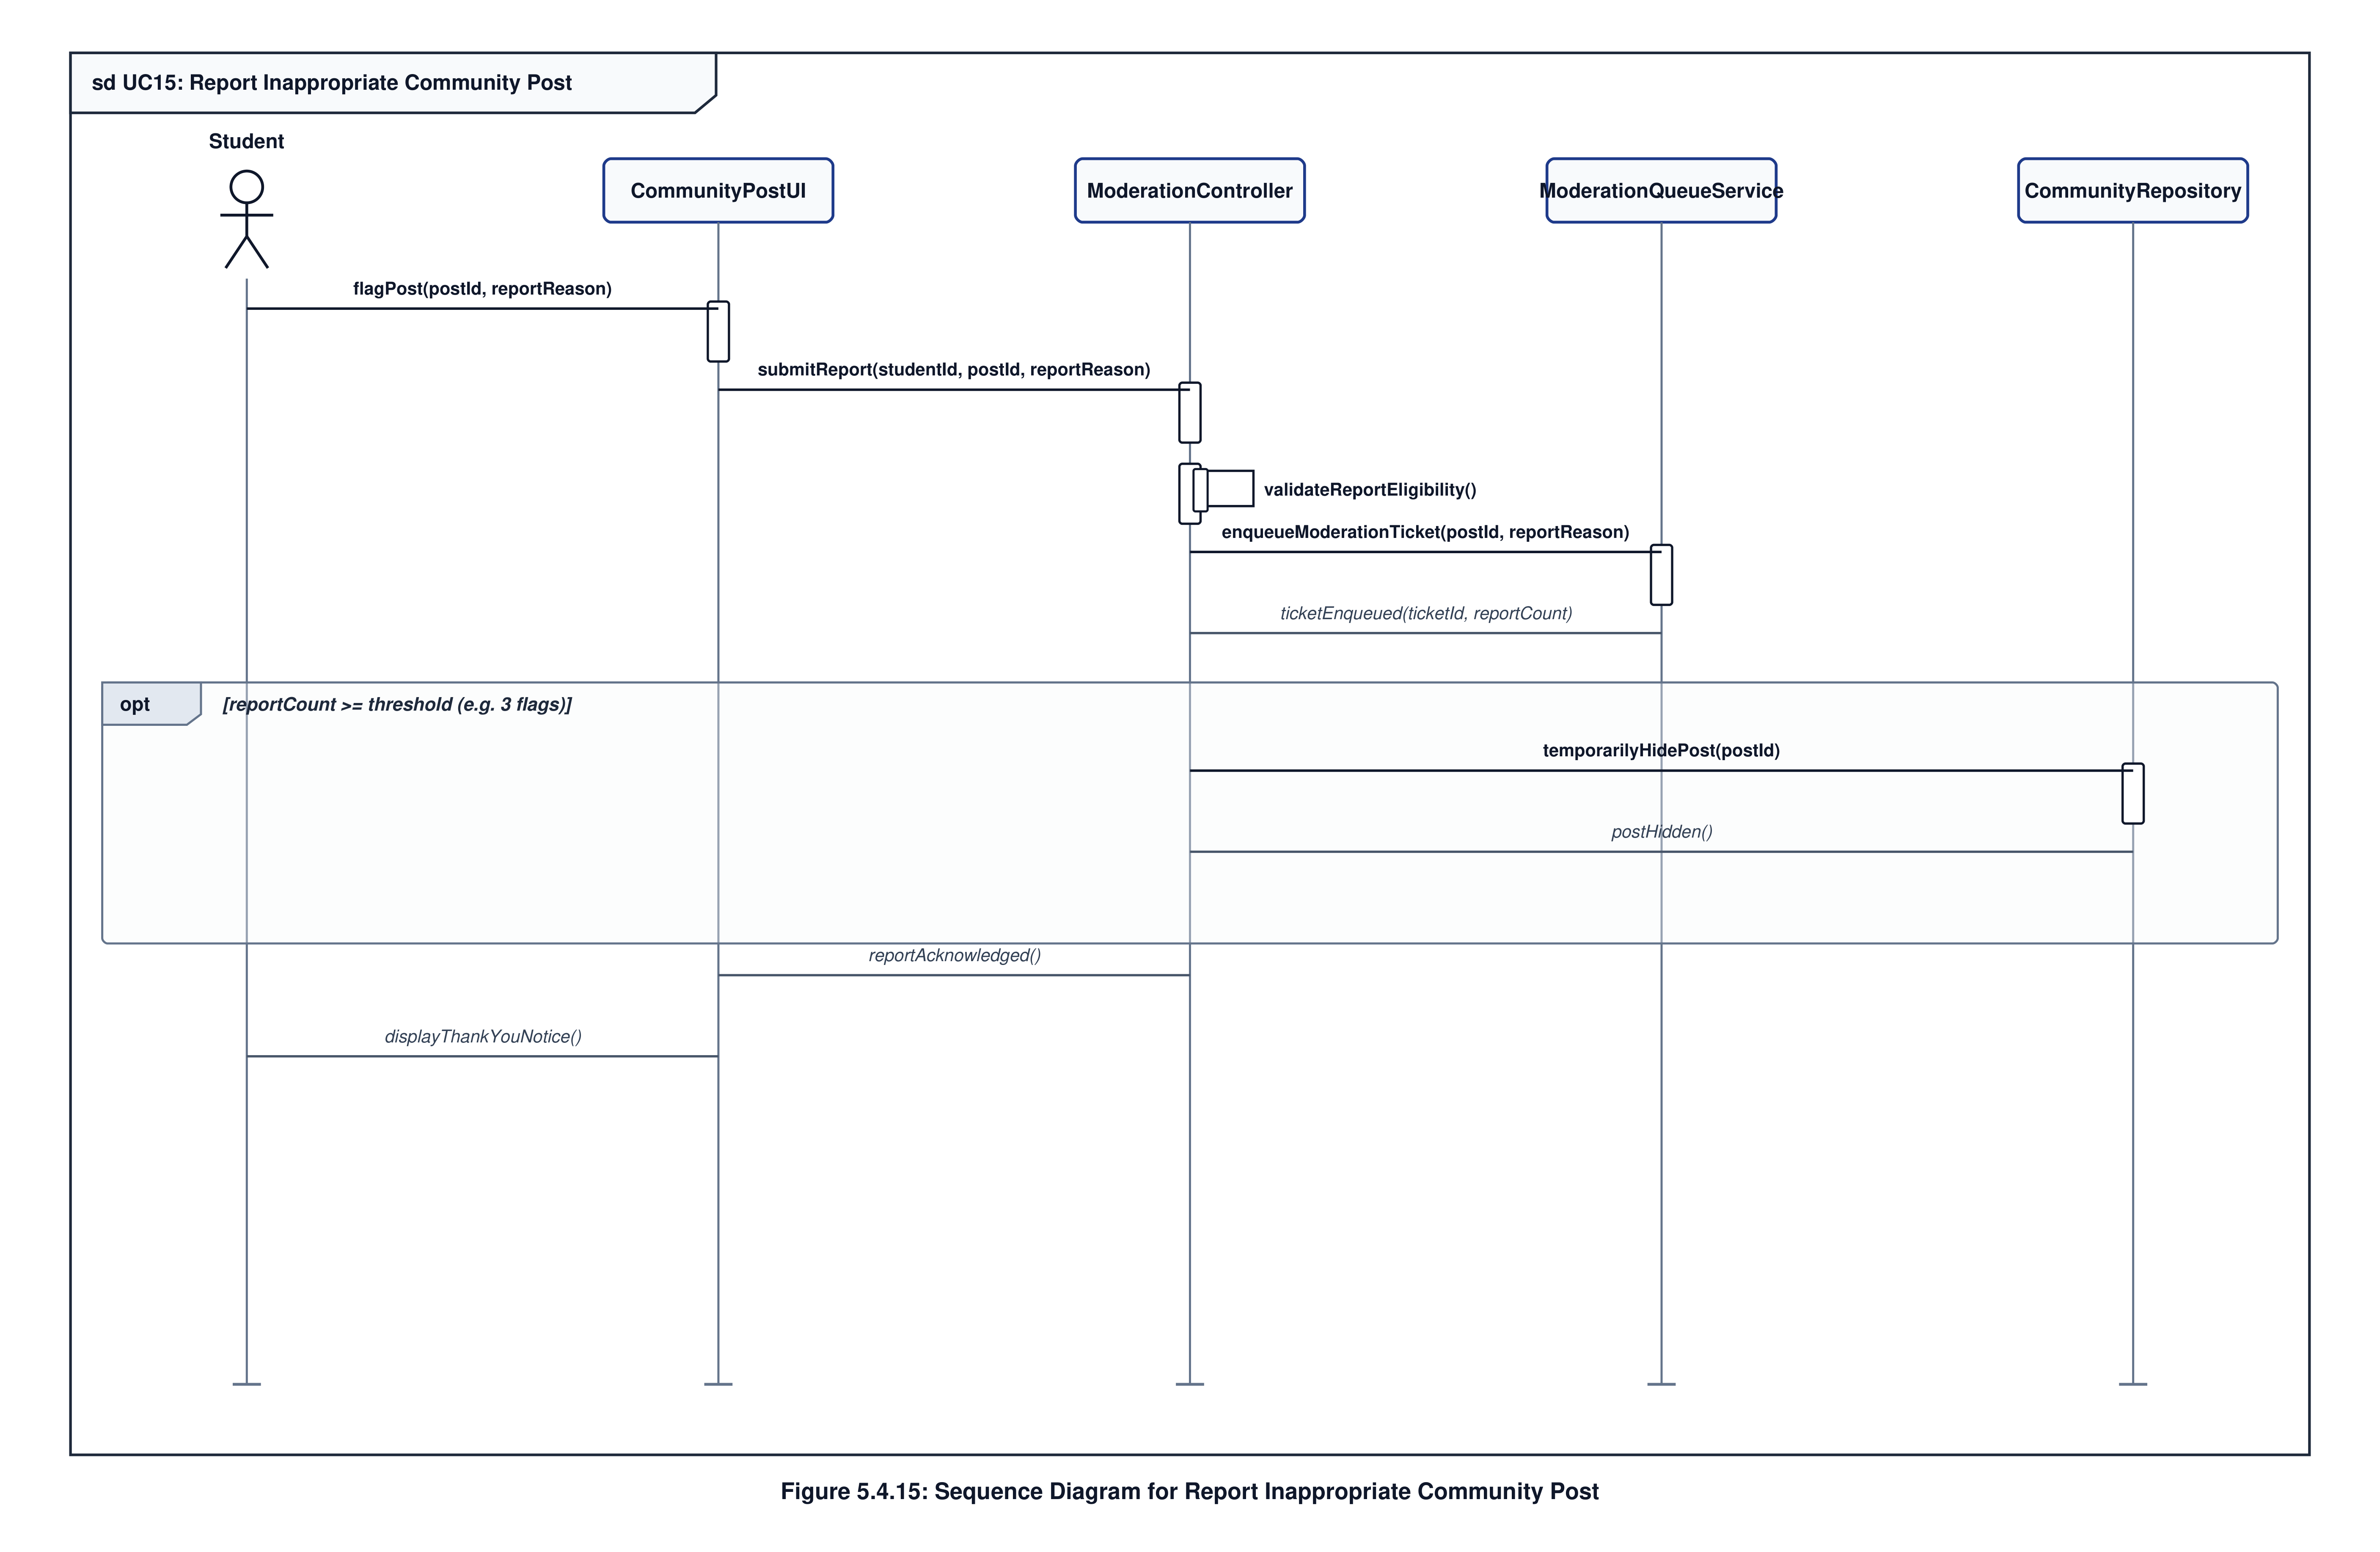 sd UC15: Report Inappropriate Community Post
Student
CommunityPostUI
ModerationController
ModerationQueueService
CommunityRepository
flagPost(postId, reportReason)
submitReport(studentId, postId, reportReason)
validateReportEligibility()
enqueueModerationTicket(postId, reportReason)
ticketEnqueued(ticketId, reportCount)
opt
[reportCount >= threshold (e.g. 3 flags)]
temporarilyHidePost(postId)
postHidden()
reportAcknowledged()
displayThankYouNotice()
Figure 5.4.15: Sequence Diagram for Report Inappropriate Community Post